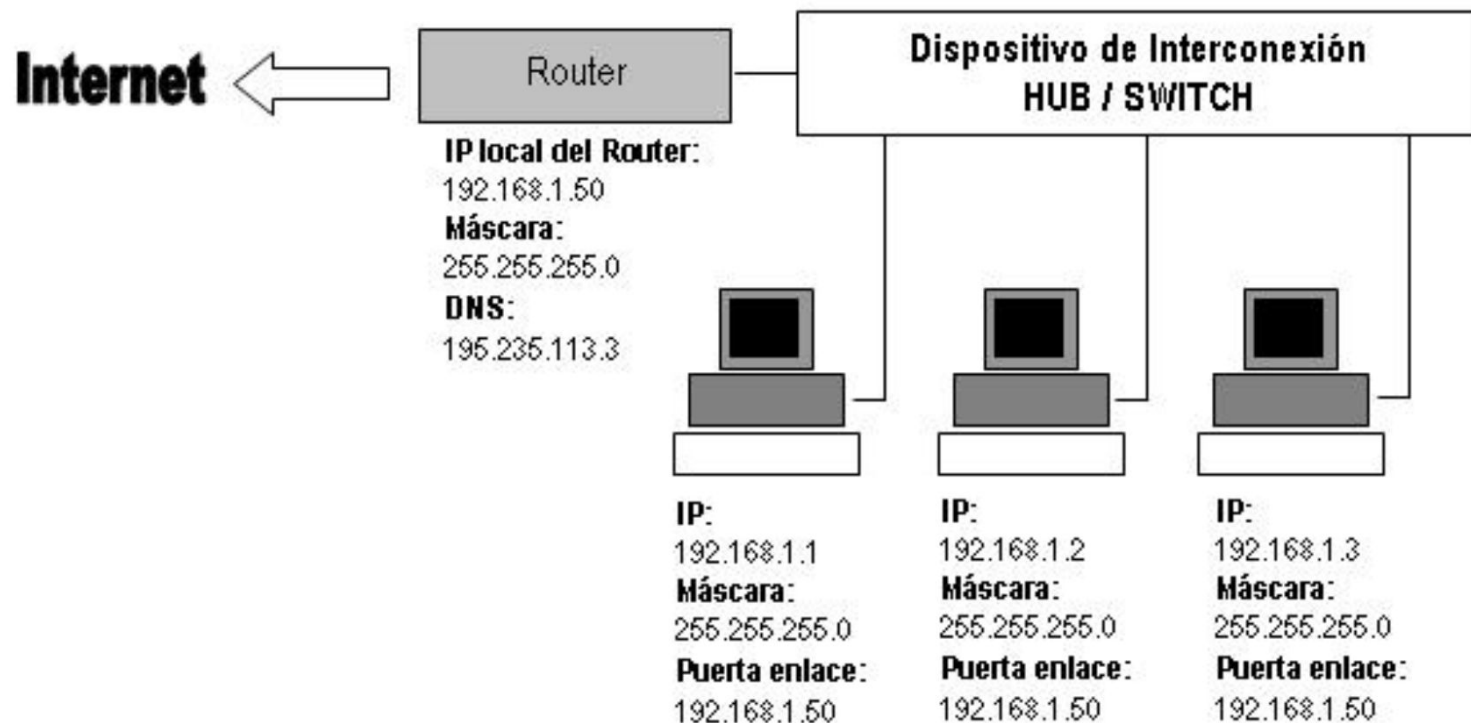 Internet
Router
Dispositivo de Interconexión
HUB / SWITCH
IP local del Router:
192.168.1.50
Máscara:
255.255.255.0
DNS:
195.235.113.3
IP:
192.168.1.1
Máscara:
255.255.255.0
Puerta enlace:
192.168.1.50
IP:
192.168.1.2
Máscara:
255.255.255.0
Puerta enlace:
192.168.1.50
IP:
192.168.1.3
Máscara:
255.255.255.0
Puerta enlace:
192.168.1.50